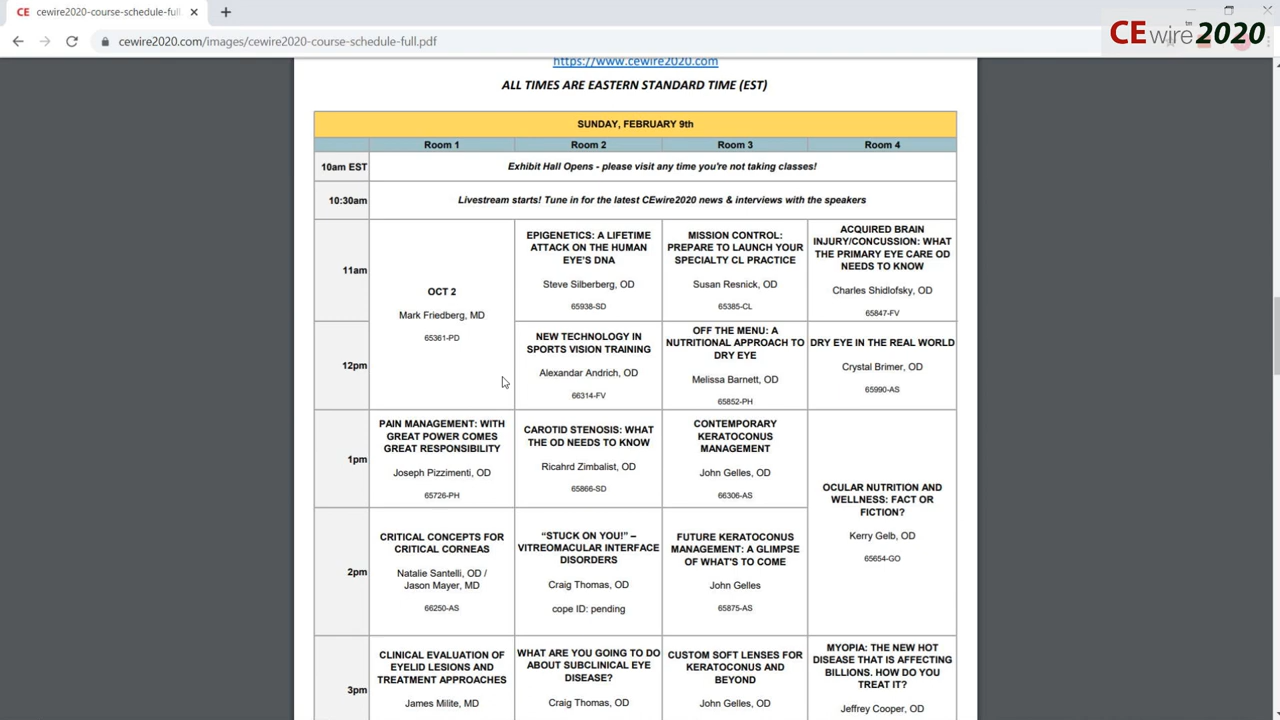 CE cewire2020-course-schedule-full
CEwire™2020
cewire2020.com/images/cewire2020-course-schedule-full.pdf
https://www.cewire2020.com
ALL TIMES ARE EASTERN STANDARD TIME (EST)
SUNDAY, FEBRUARY 9th
Room 1 Room 2 Room 3 Room 4
10am EST
Exhibit Hall Opens - please visit any time you're not taking classes!
10:30am
Livestream starts! Tune in for the latest CEwire2020 news & interviews with the speakers
11am
OCT 2
Mark Friedberg, MD
65361-PD
EPIGENETICS: A LIFETIME
ATTACK ON THE HUMAN
EYE'S DNA
Steve Silberberg, OD
65938-SD
MISSION CONTROL:
PREPARE TO LAUNCH YOUR
SPECIALTY CL PRACTICE
Susan Resnick, OD
65385-CL
ACQUIRED BRAIN
INJURY/CONCUSSION: WHAT
THE PRIMARY EYE CARE OD
NEEDS TO KNOW
Charles Shidlofsky, OD
65847-FV
12pm
NEW TECHNOLOGY IN
SPORTS VISION TRAINING
Alexandar Andrich, OD
66314-FV
OFF THE MENU: A
NUTRITIONAL APPROACH TO
DRY EYE
Melissa Barnett, OD
65852-PH
DRY EYE IN THE REAL WORLD
Crystal Brimer, OD
65990-AS
1pm
PAIN MANAGEMENT: WITH
GREAT POWER COMES
GREAT RESPONSIBILITY
Joseph Pizzimenti, OD
65726-PH
CAROTID STENOSIS: WHAT
THE OD NEEDS TO KNOW
Ricahrd Zimbalist, OD
65866-SD
CONTEMPORARY
KERATOCONUS
MANAGEMENT
John Gelles, OD
66306-AS
OCULAR NUTRITION AND
WELLNESS: FACT OR
FICTION?
Kerry Gelb, OD
65654-GO
2pm
CRITICAL CONCEPTS FOR
CRITICAL CORNEAS
Natalie Santelli, OD /
Jason Mayer, MD
66250-AS
“STUCK ON YOU!” –
VITREOMACULAR INTERFACE
DISORDERS
Craig Thomas, OD
cope ID: pending
FUTURE KERATOCONUS
MANAGEMENT: A GLIMPSE
OF WHAT'S TO COME
John Gelles
65875-AS
3pm
CLINICAL EVALUATION OF
EYELID LESIONS AND
TREATMENT APPROACHES
James Milite, MD
WHAT ARE YOU GOING TO DO
ABOUT SUBCLINICAL EYE
DISEASE?
Craig Thomas, OD
CUSTOM SOFT LENSES FOR
KERATOCONUS AND
BEYOND
John Gelles, OD
MYOPIA: THE NEW HOT
DISEASE THAT IS AFFECTING
BILLIONS. HOW DO YOU
TREAT IT?
Jeffrey Cooper, OD